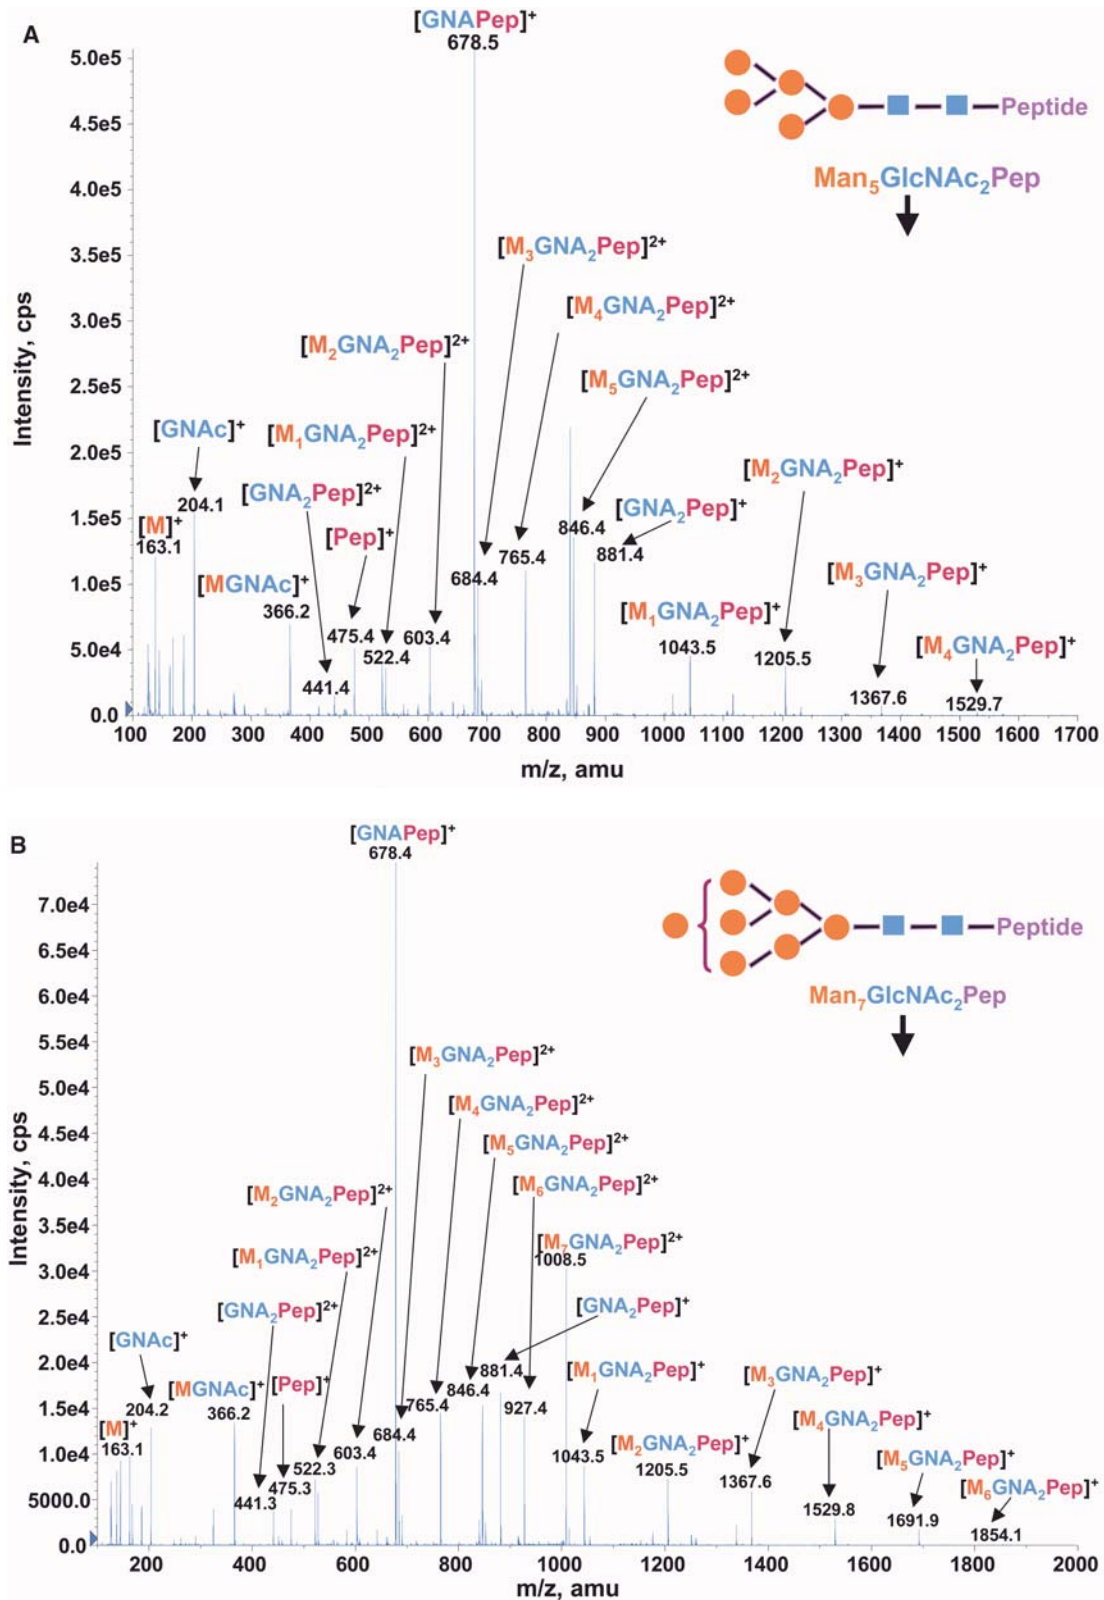 A
[GNAPep]⁺
678.5
5.0e5
4.5e5
4.0e5
3.5e5
3.0e5
2.5e5
2.0e5
1.5e5
1.0e5
5.0e4
0.0
Intensity, cps
Peptide
Man₅GlcNAc₂Pep
[M₃GNA₂Pep]²⁺
[M₄GNA₂Pep]²⁺
[M₂GNA₂Pep]²⁺
[M₅GNA₂Pep]²⁺
[GNAc]⁺
[M₁GNA₂Pep]²⁺
[M₂GNA₂Pep]⁺
[GNA₂Pep]²⁺
204.1
[GNA₂Pep]⁺
[M]⁺
163.1
[Pep]⁺
846.4
765.4
881.4
684.4
[M₃GNA₂Pep]⁺
[MGNAc]⁺
366.2
[M₁GNA₂Pep]⁺
475.4
603.4
522.4
1043.5
1205.5
[M₄GNA₂Pep]⁺
441.4
1367.6
1529.7
100 200 300 400 500 600 700 800 900 1000 1100 1200 1300 1400 1500 1600 1700
m/z, amu
B
[GNAPep]⁺
678.4
7.0e4
6.5e4
6.0e4
5.5e4
5.0e4
4.5e4
4.0e4
3.5e4
3.0e4
2.5e4
2.0e4
1.5e4
1.0e4
5000.0
0.0
Intensity, cps
Peptide
Man₇GlcNAc₂Pep
[M₃GNA₂Pep]²⁺
[M₄GNA₂Pep]²⁺
[M₅GNA₂Pep]²⁺
[M₂GNA₂Pep]²⁺
[M₆GNA₂Pep]²⁺
[M₁GNA₂Pep]²⁺
[M₇GNA₂Pep]²⁺
1008.5
[GNA₂Pep]²⁺
[GNA₂Pep]⁺
[GNAc]⁺
881.4
[M₁GNA₂Pep]⁺
[M₃GNA₂Pep]⁺
[MGNAc]⁺
[Pep]⁺
846.4
204.2
366.2
765.4
927.4
[M₄GNA₂Pep]⁺
[M]⁺
163.1
684.4
603.4
1043.5
[M₂GNA₂Pep]⁺
1205.5
[M₅GNA₂Pep]⁺
522.3
475.3
441.3
1367.6
[M₆GNA₂Pep]⁺
1529.8
1691.9
1854.1
200 400 600 800 1000 1200 1400 1600 1800 2000
m/z, amu